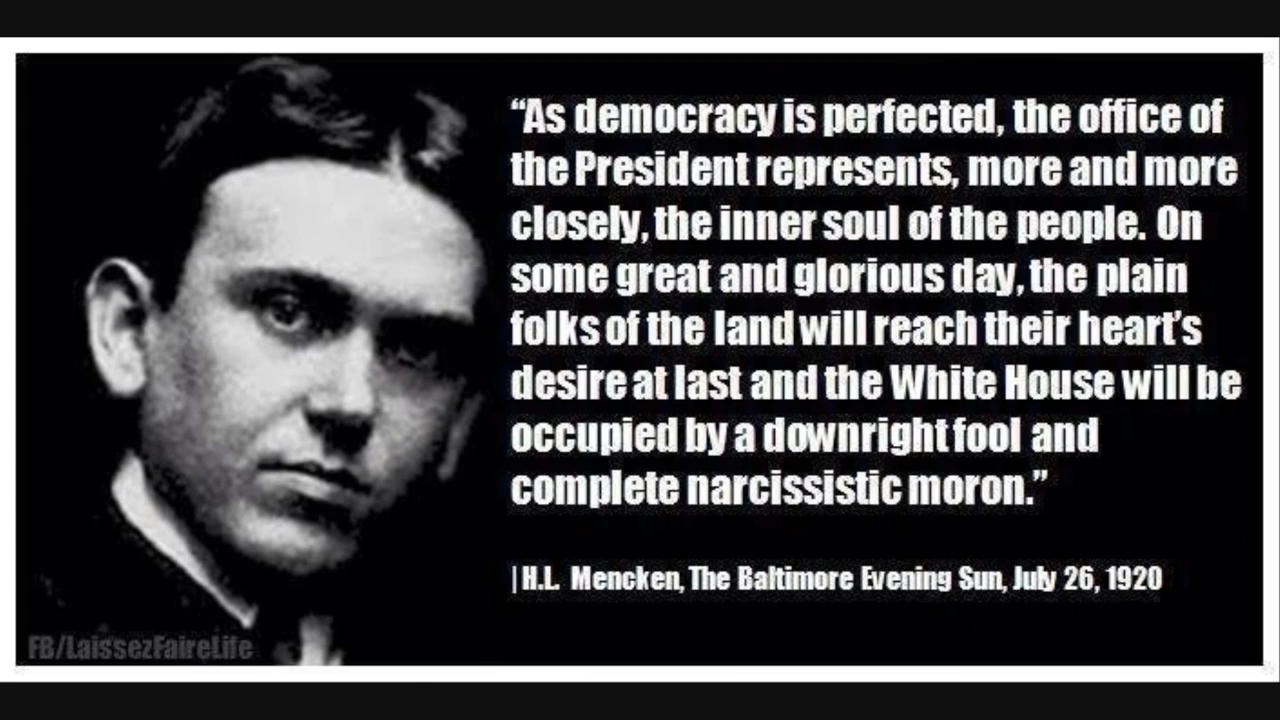 “As democracy is perfected, the office of
the President represents, more and more
closely, the inner soul of the people. On
some great and glorious day, the plain
folks of the land will reach their heart’s
desire at last and the White House will be
occupied by a downright fool and
complete narcissistic moron.”
| H.L. Mencken, The Baltimore Evening Sun, July 26, 1920
FB/LaissezFaireLife